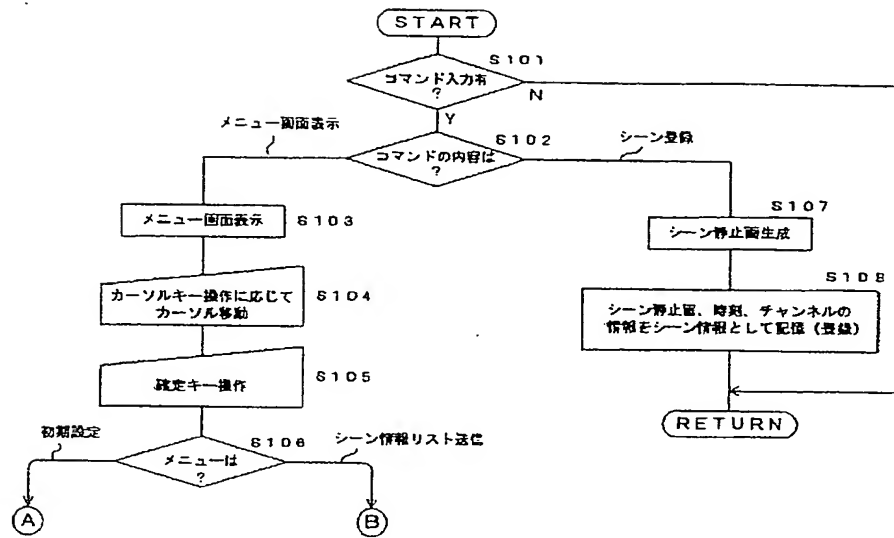 START
S101
コマンド入力有
?
N
Y
メニュー画面表示
S102
シーン登録
コマンドの内容は
?
メニュー画面表示
S103
S107
シーン静止画生成
カーソルキー操作に応じて
カーソル移動
S104
S108
シーン静止画、時刻、チャンネルの
情報をシーン情報として記憶(登録)
確定キー操作
S105
RETURN
初期設定
S106
シーン情報リスト送信
メニューは
?
A
B